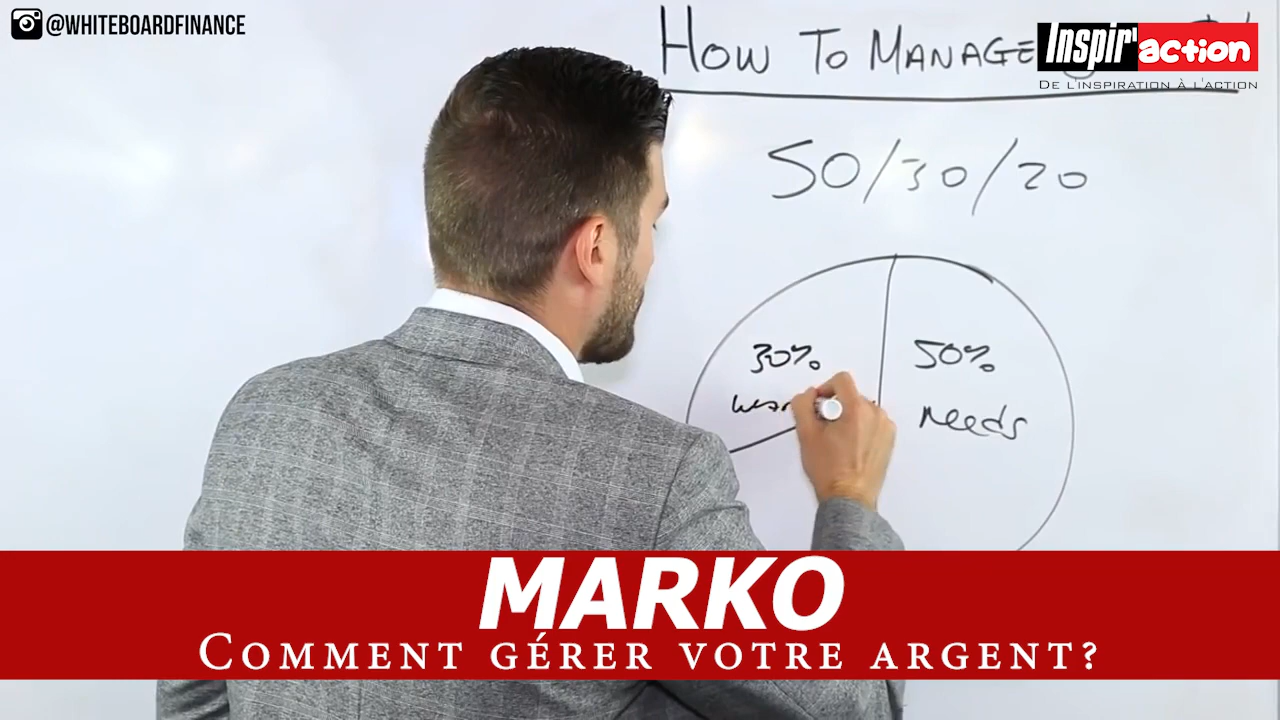 @WHITEBOARDFINANCE
HOW TO MANAGE
Inspir'action
DE L'INSPIRATION À L'ACTION
50/30/20
30%
50%
needs
MARKO
COMMENT GÉRER VOTRE ARGENT?